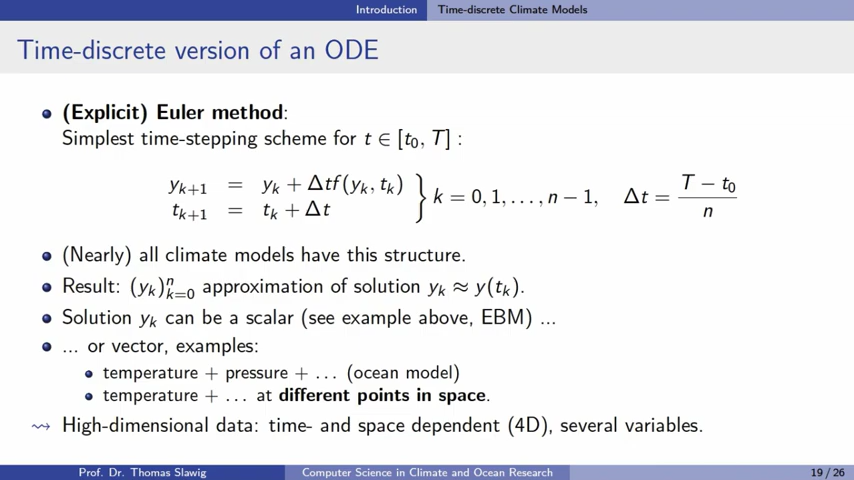 Introduction Time-discrete Climate Models
Time-discrete version of an ODE
(Explicit) Euler method:
Simplest time-stepping scheme for t ∈ [t₀, T] :
yₖ₊₁ = yₖ + Δtf(yₖ, tₖ)
tₖ₊₁ = tₖ + Δt } k = 0, 1, . . . , n − 1, Δt = (T − t₀)/n
(Nearly) all climate models have this structure.
Result: (yₖ)ⁿₖ₌₀ approximation of solution yₖ ≈ y(tₖ).
Solution yₖ can be a scalar (see example above, EBM) ...
... or vector, examples:
temperature + pressure + . . . (ocean model)
temperature + . . . at different points in space.
⇝ High-dimensional data: time- and space dependent (4D), several variables.
Prof. Dr. Thomas Slawig Computer Science in Climate and Ocean Research 19 / 26